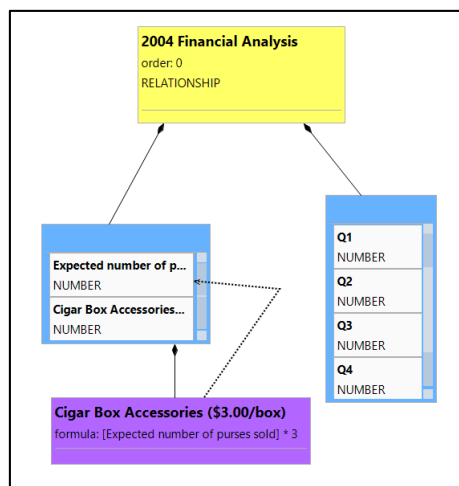 2004 Financial Analysis
order: 0
RELATIONSHIP
Expected number of p...
NUMBER
Cigar Box Accessories...
NUMBER
Q1
NUMBER
Q2
NUMBER
Q3
NUMBER
Q4
NUMBER
Cigar Box Accessories ($3.00/box)
formula: [Expected number of purses sold] * 3